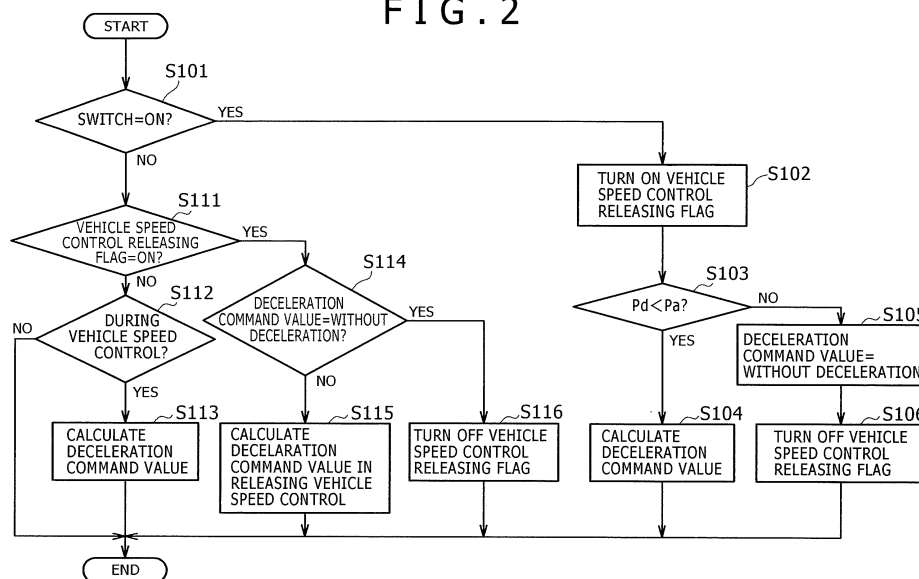 FIG.2
START
S101
SWITCH=ON?
YES
NO
S102
TURN ON VEHICLE
SPEED CONTROL
RELEASING FLAG
S111
VEHICLE SPEED
CONTROL RELEASING
FLAG=ON?
YES
NO
S103
Pd<Pa?
NO
YES
S114
DECELERATION
COMMAND VALUE=WITHOUT
DECELERATION?
YES
NO
S112
DURING
VEHICLE SPEED
CONTROL?
NO
YES
S105
DECELERATION
COMMAND VALUE=
WITHOUT DECELERATION
S113
CALCULATE
DECELERATION
COMMAND VALUE
S115
CALCULATE
DECELARATION
COMMAND VALUE IN
RELEASING VEHICLE
SPEED CONTROL
S116
TURN OFF VEHICLE
SPEED CONTROL
RELEASING FLAG
S104
CALCULATE
DECELERATION
COMMAND VALUE
S106
TURN OFF VEHICLE
SPEED CONTROL
RELEASING FLAG
END